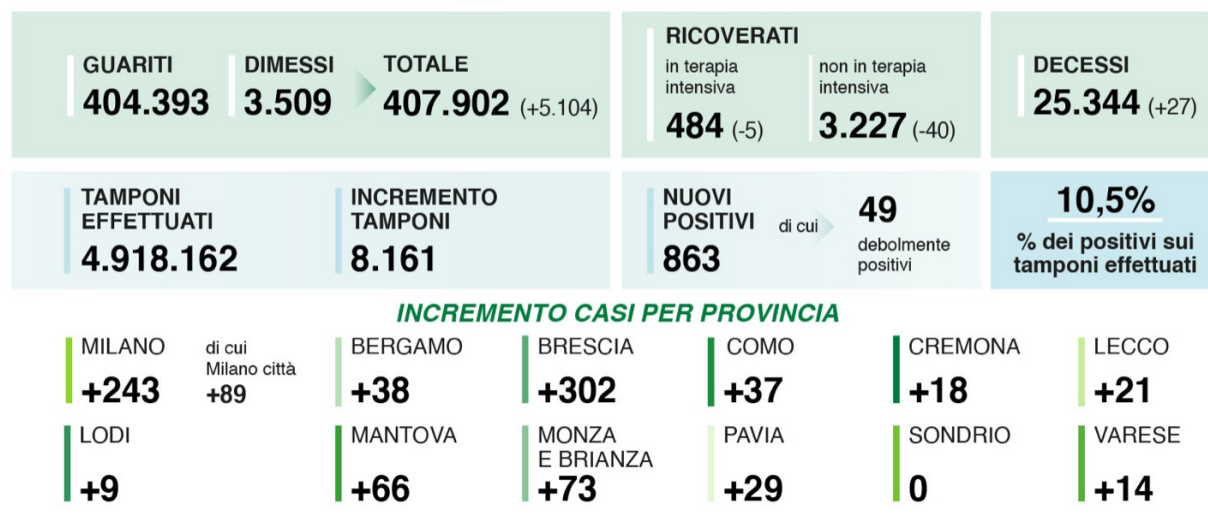 GUARITI
404.393
DIMESSI
3.509
TOTALE
407.902 (+5.104)
RICOVERATI
in terapia
intensiva
484 (-5)
non in terapia
intensiva
3.227 (-40)
DECESSI
25.344 (+27)
TAMPONI
EFFETTUATI
4.918.162
INCREMENTO
TAMPONI
8.161
NUOVI
POSITIVI
863
di cui
49
debolmente
positivi
10,5%
% dei positivi sui
tamponi effettuati
INCREMENTO CASI PER PROVINCIA
MILANO
+243
di cui
Milano città
+89
BERGAMO
+38
BRESCIA
+302
COMO
+37
CREMONA
+18
LECCO
+21
LODI
+9
MANTOVA
+66
MONZA
E BRIANZA
+73
PAVIA
+29
SONDRIO
0
VARESE
+14